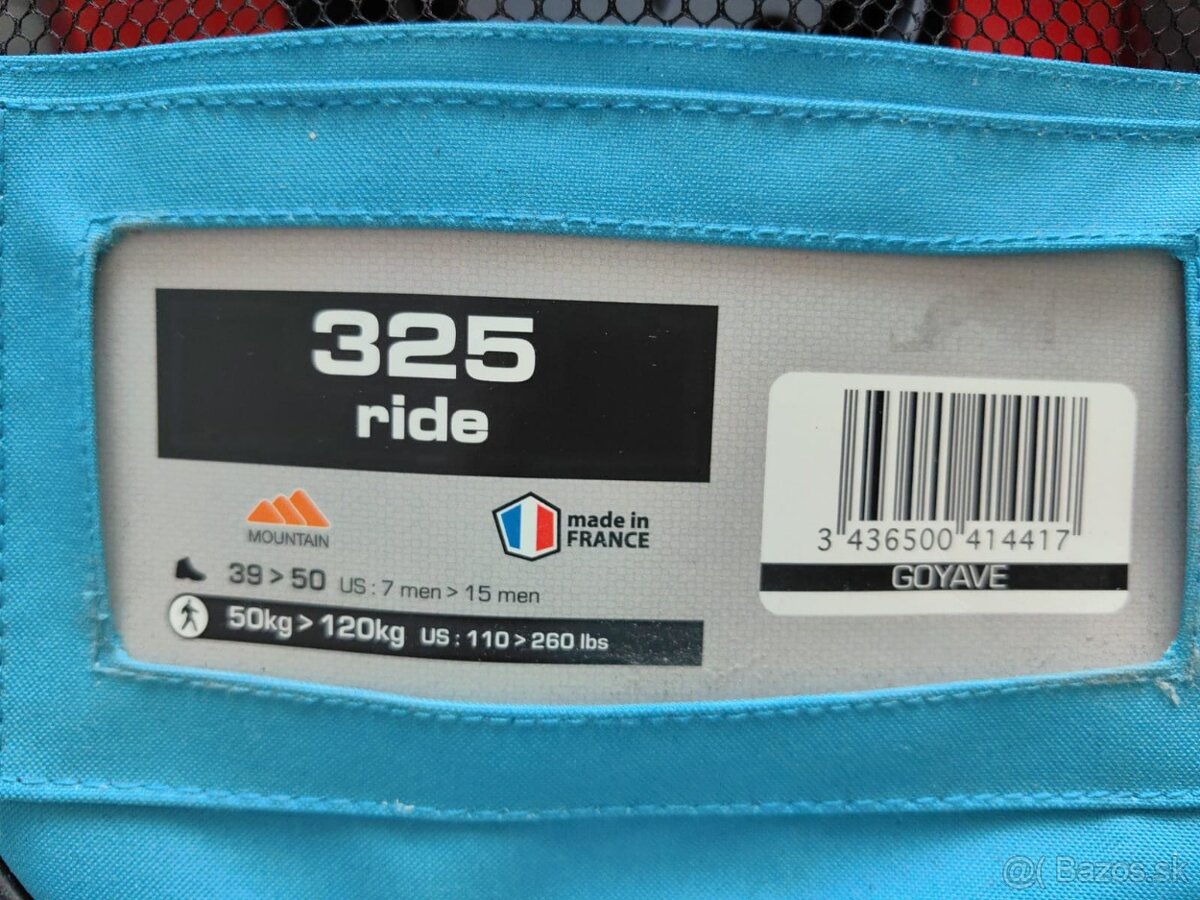 325
ride
MOUNTAIN
made in
FRANCE
39 > 50 US : 7 men > 15 men
50kg > 120kg US : 110 > 260 lbs
3 436500 414417
GOYAVE
@( Bazos.sk